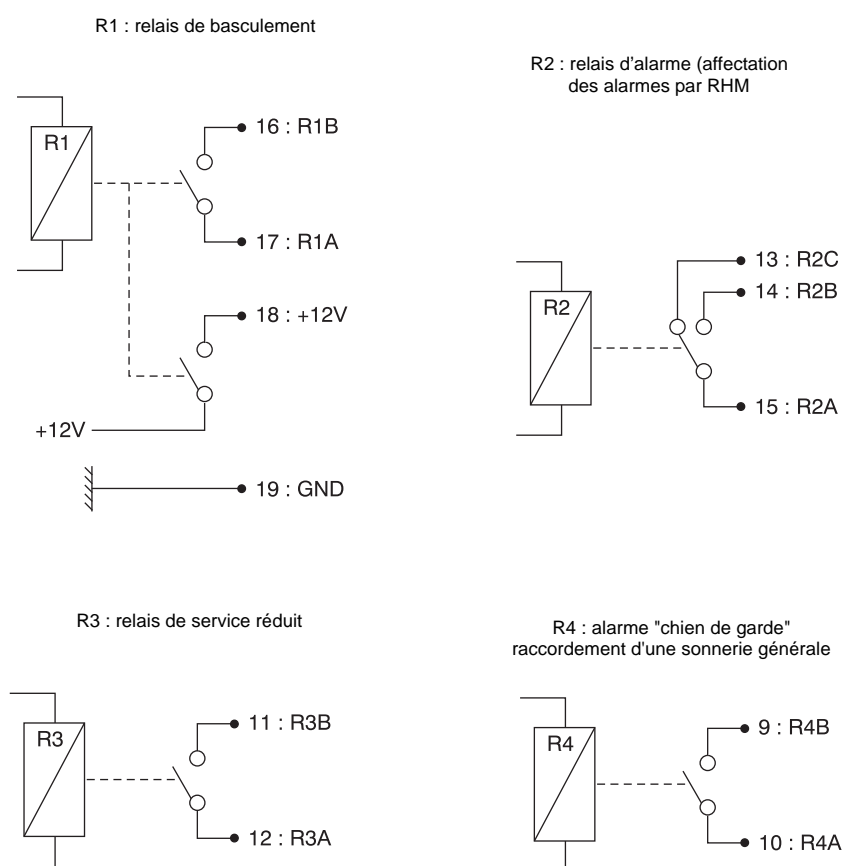 R1 : relais de basculement
R1
16 : R1B
17 : R1A
18 : +12V
+12V
19 : GND
R2 : relais d'alarme (affectation
des alarmes par RHM
R2
13 : R2C
14 : R2B
15 : R2A
R3 : relais de service réduit
R3
11 : R3B
12 : R3A
R4 : alarme "chien de garde"
raccordement d'une sonnerie générale
R4
9 : R4B
10 : R4A